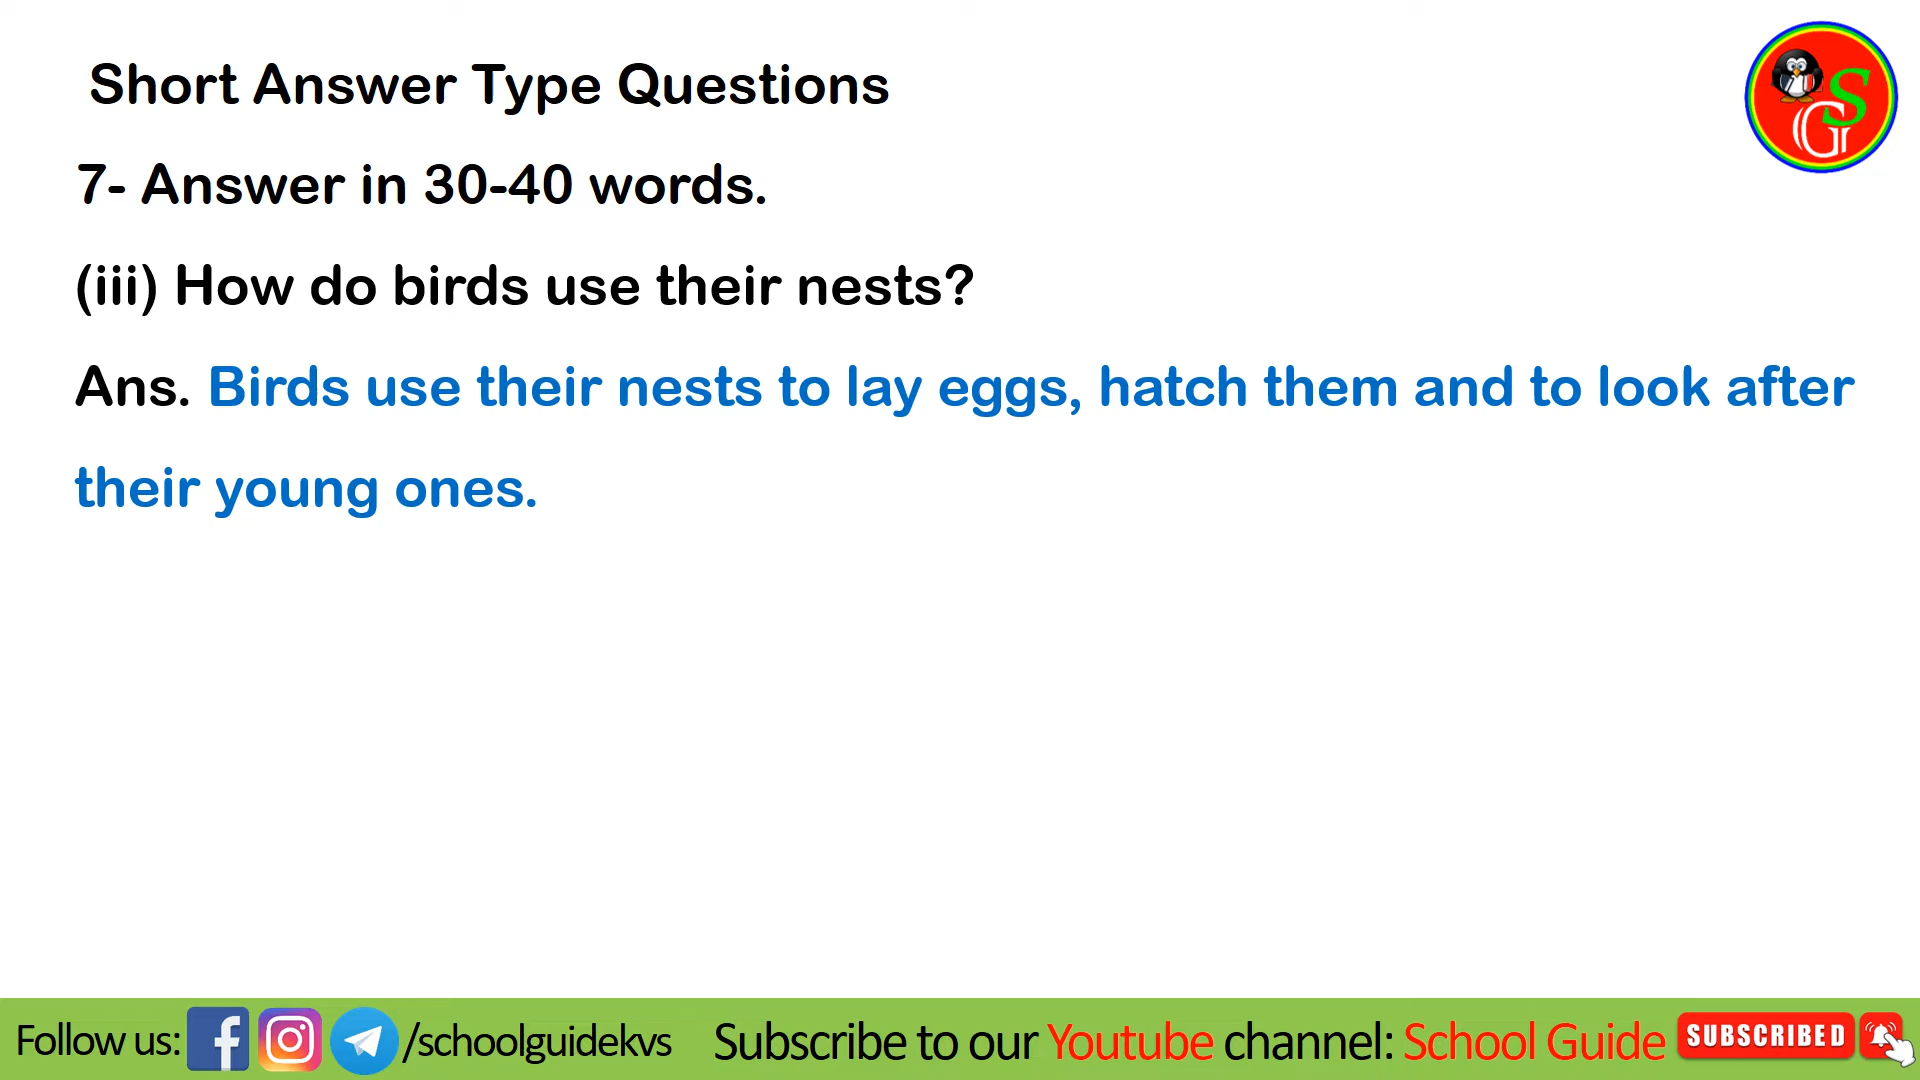 Short Answer Type Questions
S
G
7- Answer in 30-40 words.
(iii) How do birds use their nests?
Ans. Birds use their nests to lay eggs, hatch them and to look after
their young ones.
Follow us: /schoolguidekvs Subscribe to our Youtube channel: School Guide SUBSCRIBED